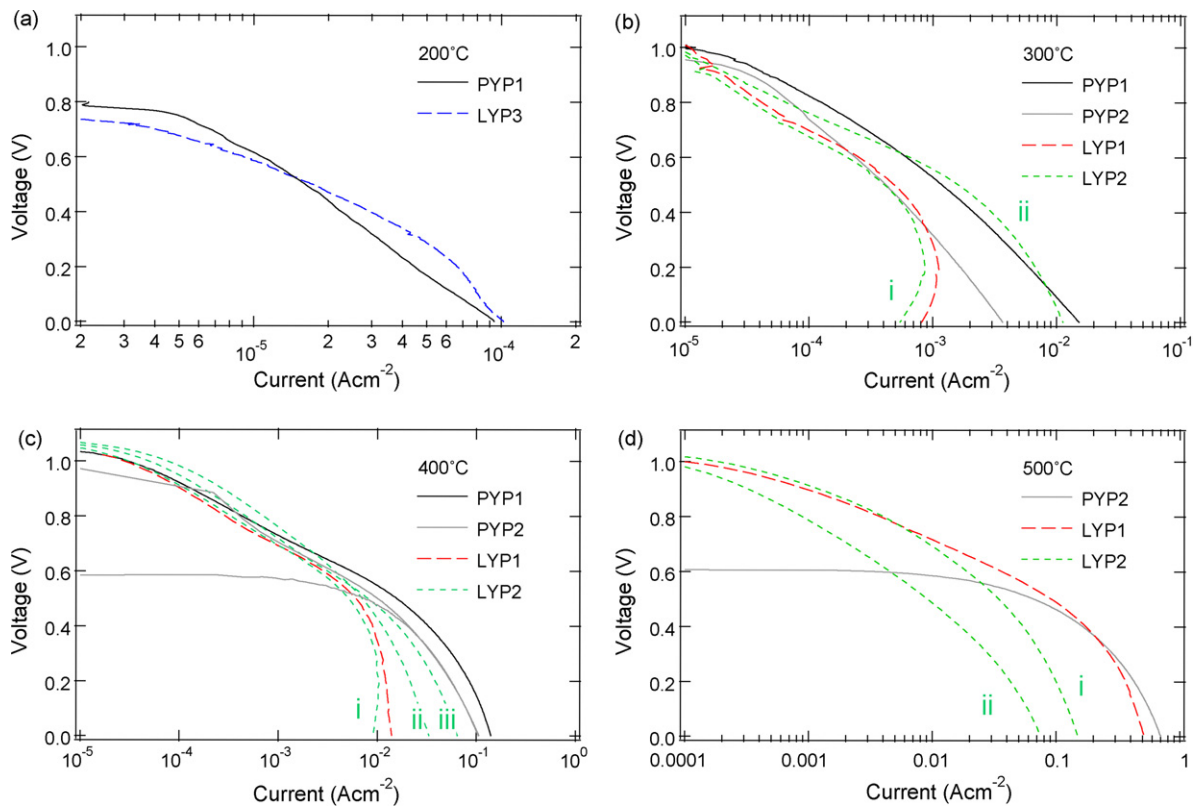 (a)
200°C
PYP1
LYP3
1.0
0.8
0.6
0.4
0.2
0.0
Voltage (V)
2 3 4 5 6 10-5 2 3 4 5 6 10-4 2
Current (Acm-2)
(b)
300°C
PYP1
PYP2
LYP1
LYP2
i
ii
1.0
0.8
0.6
0.4
0.2
0.0
Voltage (V)
10-5 10-4 10-3 10-2 10-1
Current (Acm-2)
(c)
400°C
PYP1
PYP2
LYP1
LYP2
i ii iii
1.0
0.8
0.6
0.4
0.2
0.0
Voltage (V)
10-5 10-4 10-3 10-2 10-1 100
Current (Acm-2)
(d)
500°C
PYP2
LYP1
LYP2
i
ii
1.0
0.8
0.6
0.4
0.2
0.0
Voltage (V)
0.0001 0.001 0.01 0.1 1
Current (Acm-2)